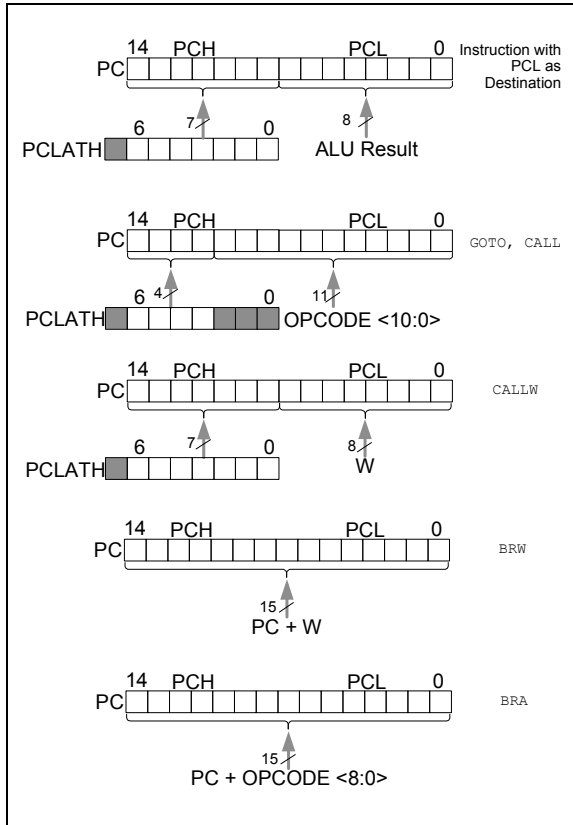 14 PCH PCL 0 Instruction with
PC PCL as
Destination
7 8
6 0
PCLATH ALU Result
14 PCH PCL 0
PC GOTO, CALL
6 4 0 11
PCLATH OPCODE <10:0>
14 PCH PCL 0
PC CALLW
6 7 0 8
PCLATH W
14 PCH PCL 0
PC BRW
15
PC + W
14 PCH PCL 0
PC BRA
15
PC + OPCODE <8:0>